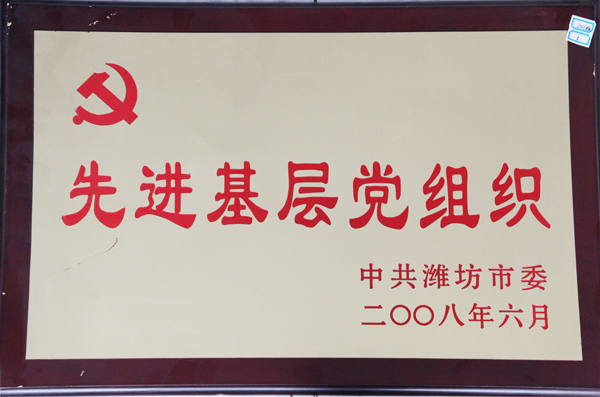 先进基层党组织
中共潍坊市委
二〇〇八年六月